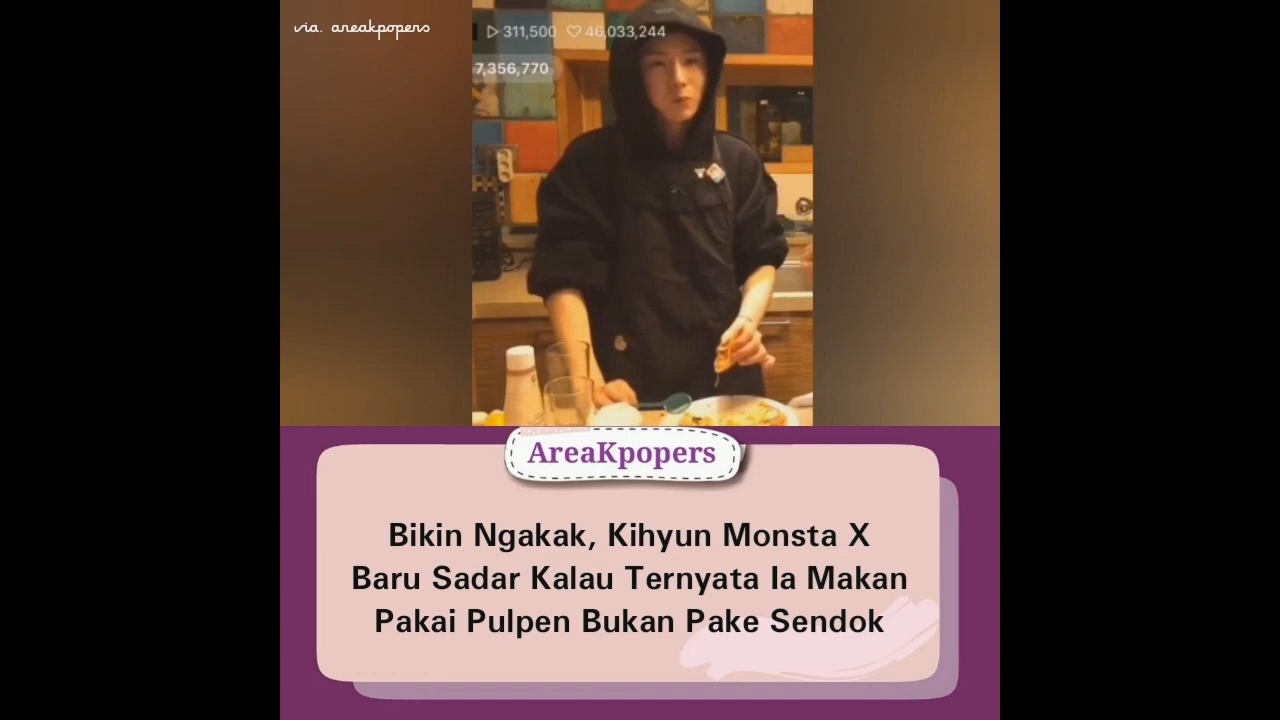 via. areakpopers
311,500 46,033,244
7,356,770
AreaKpopers
Bikin Ngakak, Kihyun Monsta X
Baru Sadar Kalau Ternyata Ia Makan
Pakai Pulpen Bukan Pake Sendok